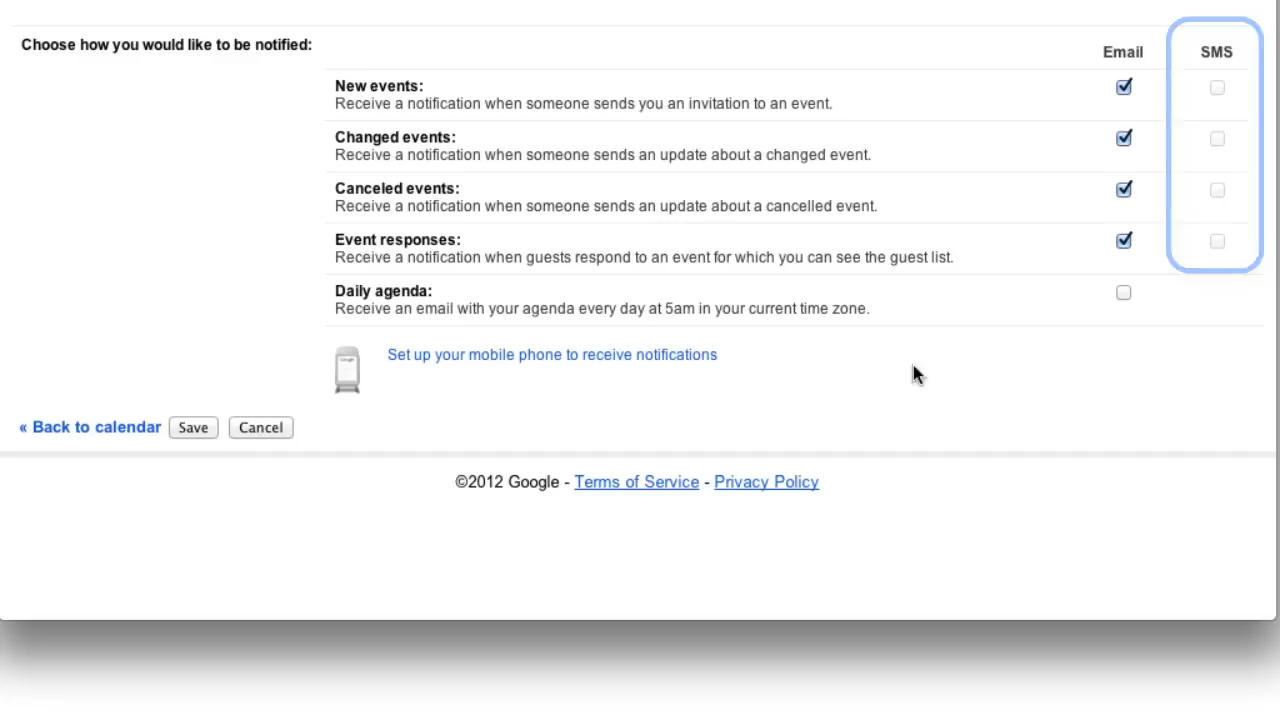 Choose how you would like to be notified:
Email SMS
New events:
Receive a notification when someone sends you an invitation to an event.
Changed events:
Receive a notification when someone sends an update about a changed event.
Canceled events:
Receive a notification when someone sends an update about a cancelled event.
Event responses:
Receive a notification when guests respond to an event for which you can see the guest list.
Daily agenda:
Receive an email with your agenda every day at 5am in your current time zone.
Google
Set up your mobile phone to receive notifications
« Back to calendar Save Cancel
©2012 Google - Terms of Service - Privacy Policy